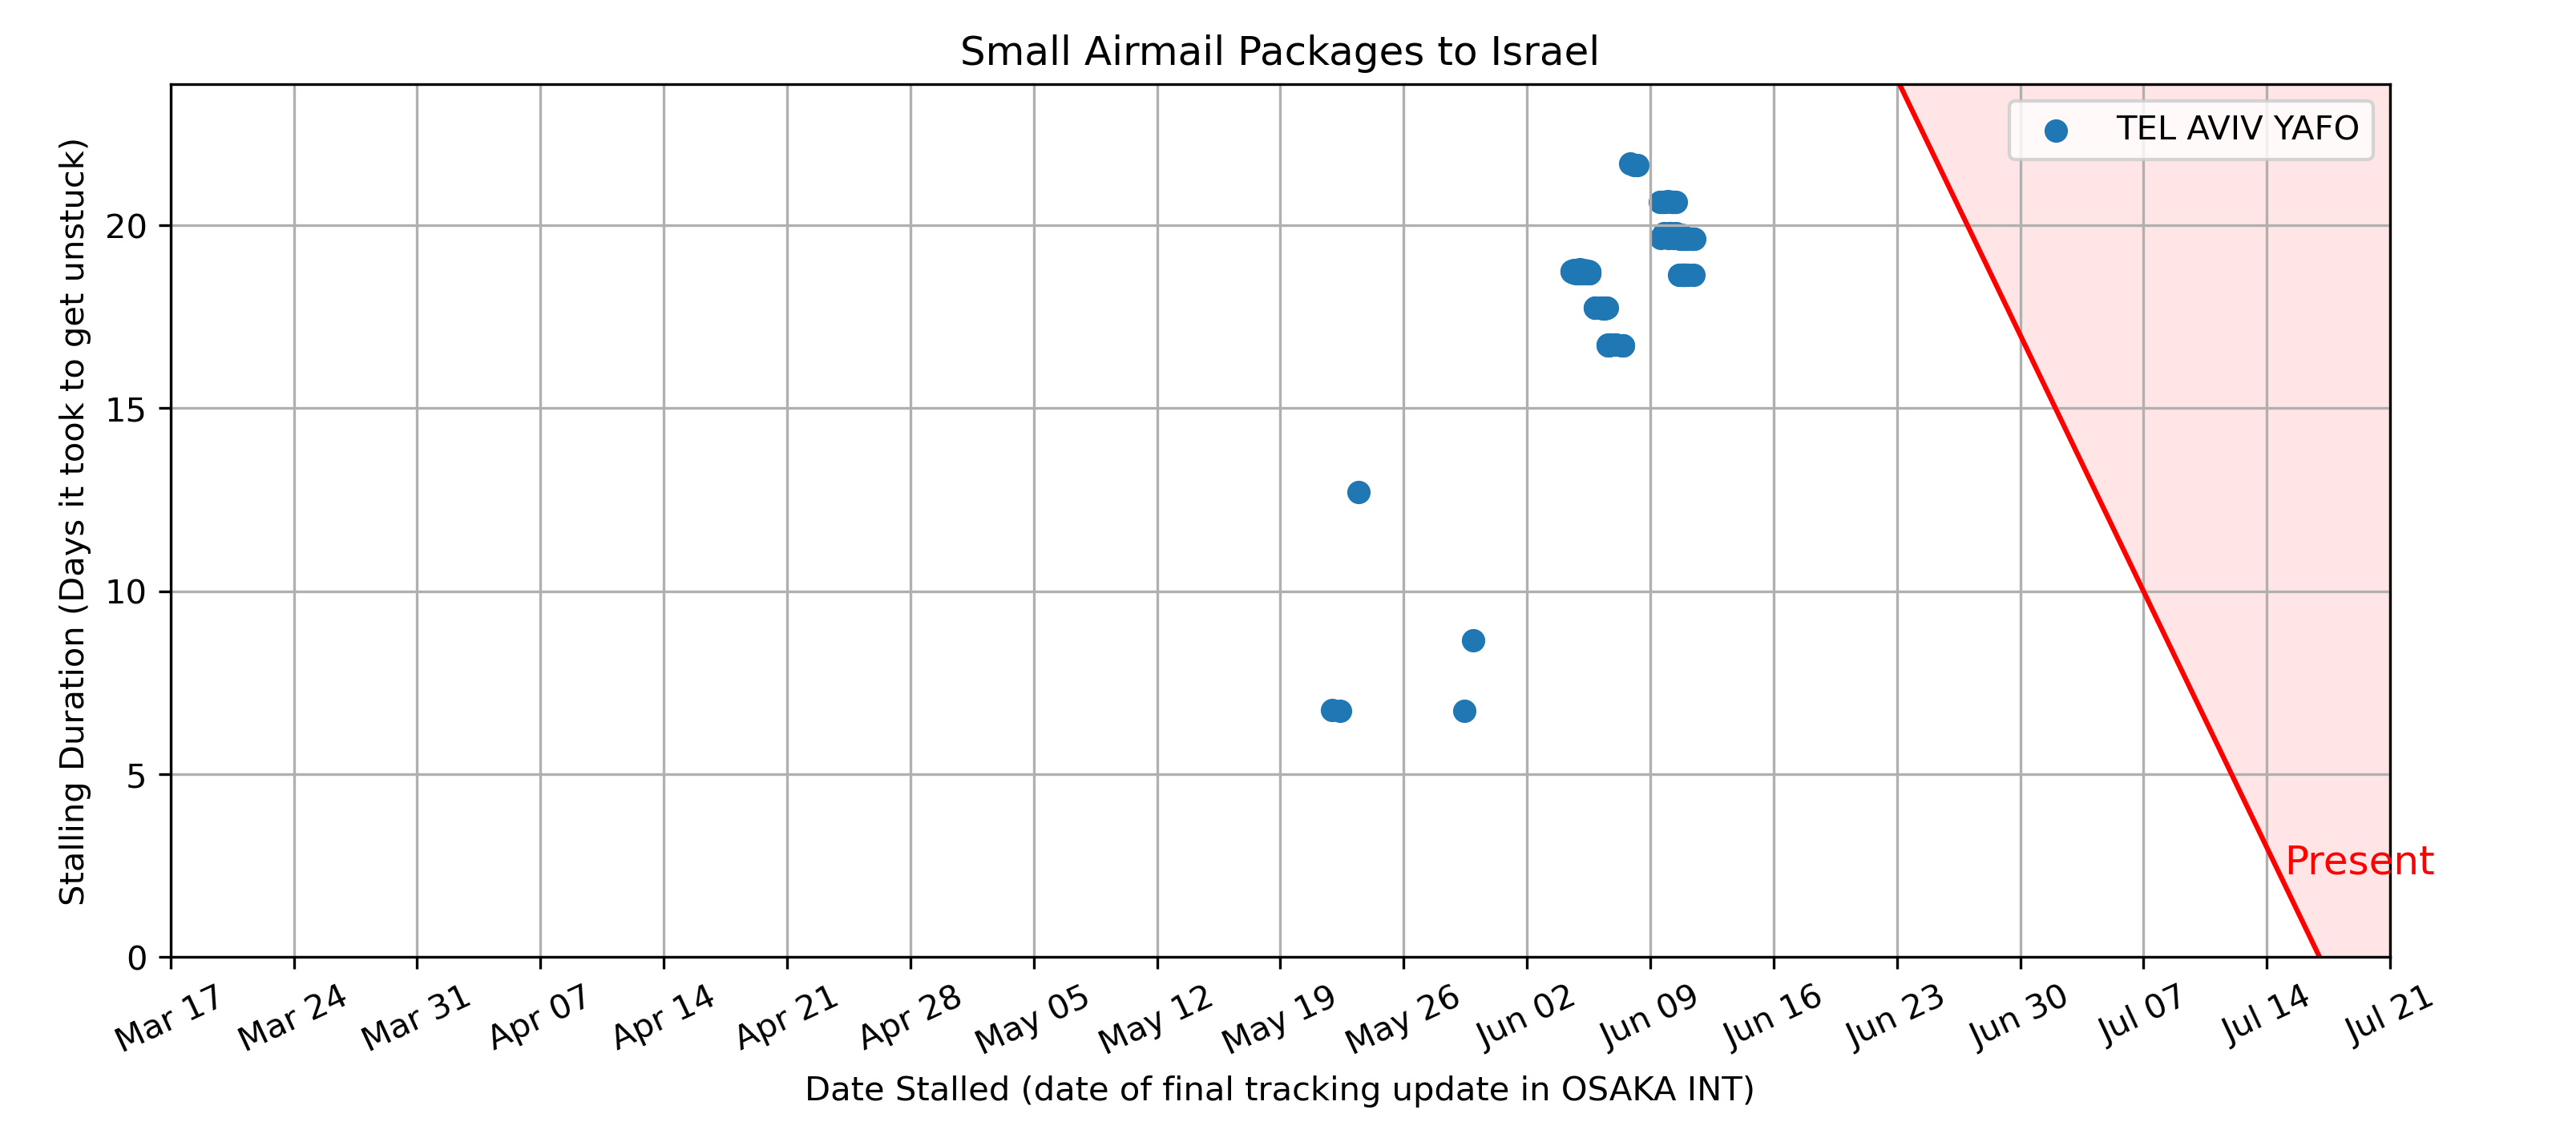 Small Airmail Packages to Israel
TEL AVIV YAFO
Stalling Duration (Days it took to get unstuck)
20
15
10
5
0
Present
Mar 17
Mar 24
Mar 31
Apr 07
Apr 14
Apr 21
Apr 28
May 05
May 12
May 19
May 26
Jun 02
Jun 09
Jun 16
Jun 23
Jun 30
Jul 07
Jul 14
Jul 21
Date Stalled (date of final tracking update in OSAKA INT)